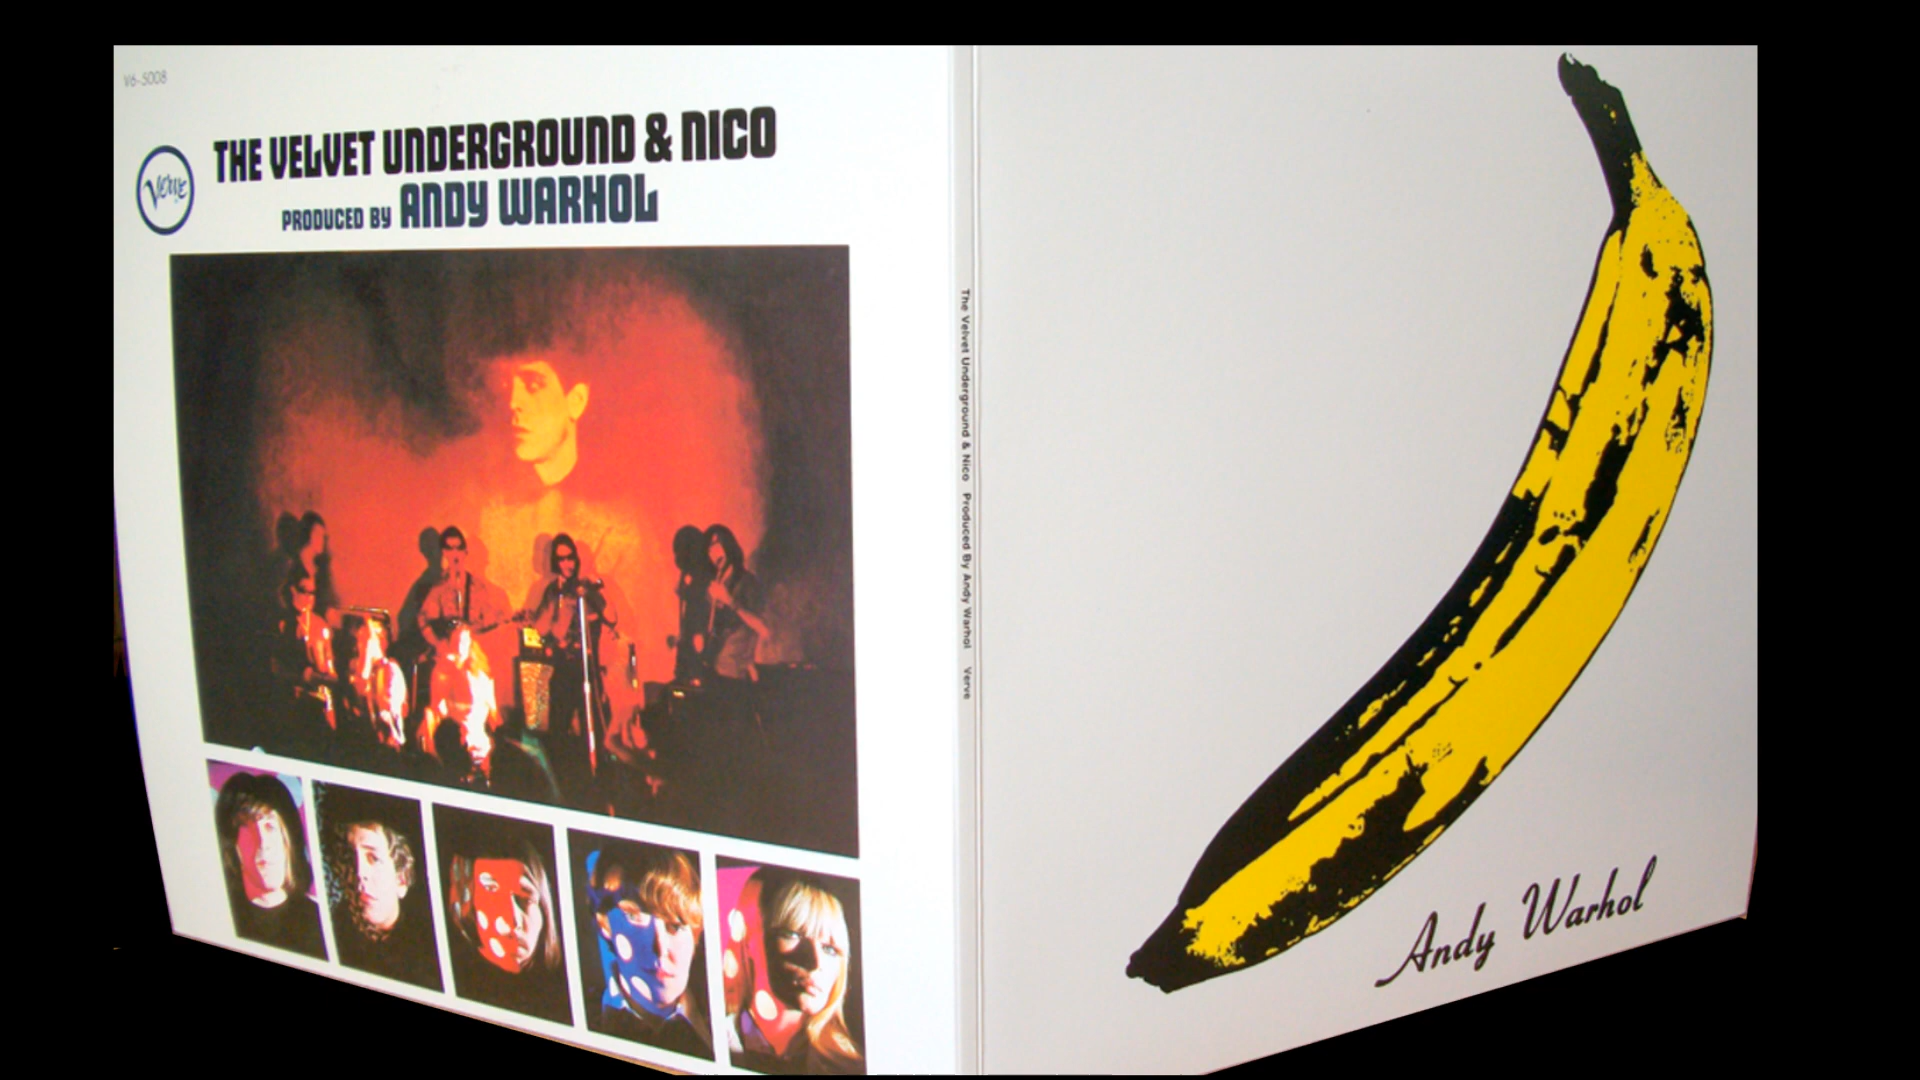 V6-5008
Verve
THE VELVET UNDERGROUND & NICO
PRODUCED BY ANDY WARHOL
The Velvet Underground & Nico Produced By Andy Warhol Verve
Andy Warhol